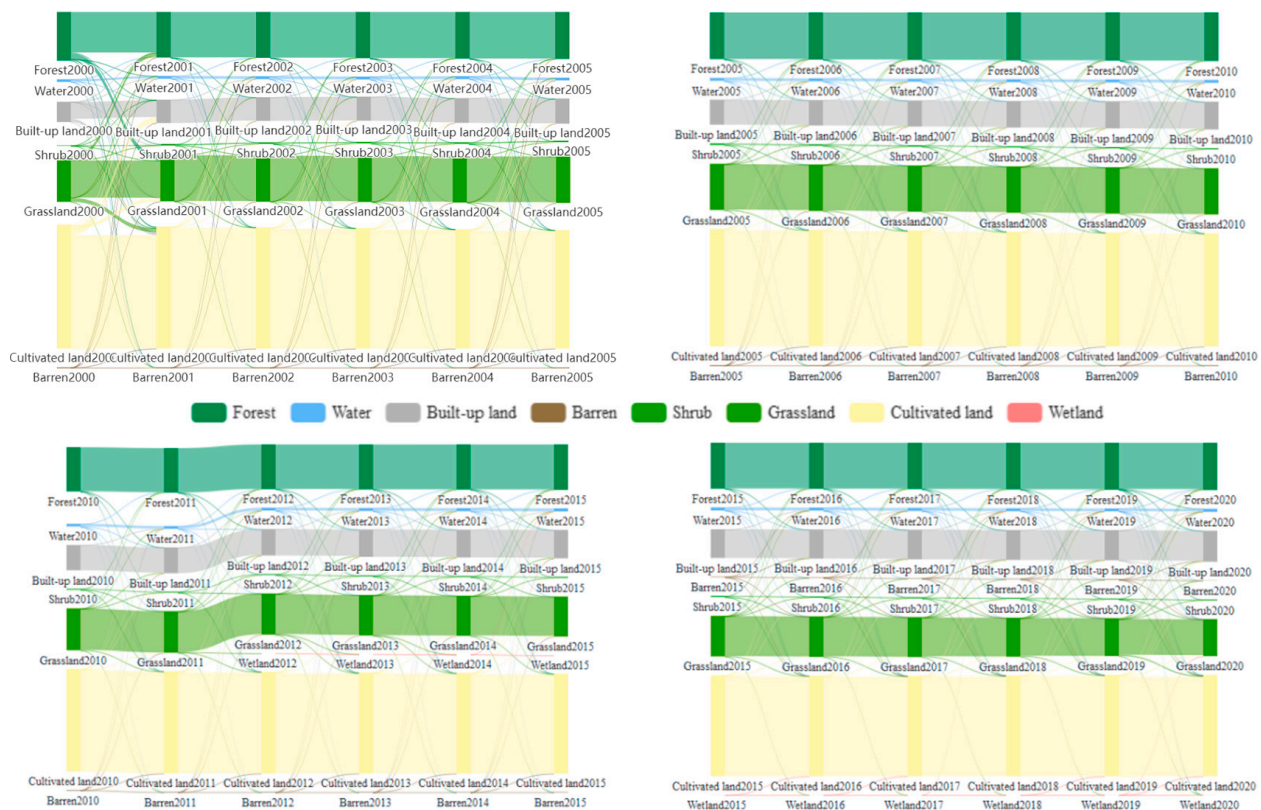 Forest2000 Forest2001 Forest2002 Forest2003 Forest2004 Forest2005
Water2000 Water2001 Water2002 Water2003 Water2004 Water2005
Built-up land2000 Built-up land2001 Built-up land2002 Built-up land2003 Built-up land2004 Built-up land2005
Shrub2000 Shrub2001 Shrub2002 Shrub2003 Shrub2004 Shrub2005
Grassland2000 Grassland2001 Grassland2002 Grassland2003 Grassland2004 Grassland2005
Cultivated land200 Cultivated land200 Cultivated land200 Cultivated land200 Cultivated land200 Cultivated land2005
Barren2000 Barren2001 Barren2002 Barren2003 Barren2004 Barren2005
Forest2005 Forest2006 Forest2007 Forest2008 Forest2009 Forest2010
Water2005 Water2006 Water2007 Water2008 Water2009 Water2010
Built-up land2005 Built-up land2006 Built-up land2007 Built-up land2008 Built-up land2009 Built-up land2010
Shrub2005 Shrub2006 Shrub2007 Shrub2008 Shrub2009 Shrub2010
Grassland2005 Grassland2006 Grassland2007 Grassland2008 Grassland2009 Grassland2010
Cultivated land2005 Cultivated land2006 Cultivated land2007 Cultivated land2008 Cultivated land2009 Cultivated land2010
Barren2005 Barren2006 Barren2007 Barren2008 Barren2009 Barren2010
Forest Water Built-up land Barren Shrub Grassland Cultivated land Wetland
Forest2010 Forest2011 Forest2012 Forest2013 Forest2014 Forest2015
Water2010 Water2011 Water2012 Water2013 Water2014 Water2015
Built-up land2010 Built-up land2011 Built-up land2012 Built-up land2013 Built-up land2014 Built-up land2015
Shrub2010 Shrub2011 Shrub2012 Shrub2013 Shrub2014 Shrub2015
Grassland2010 Grassland2011 Grassland2012 Grassland2013 Grassland2014 Grassland2015
Wetland2012 Wetland2013 Wetland2014 Wetland2015
Cultivated land2010 Cultivated land2011 Cultivated land2012 Cultivated land2013 Cultivated land2014 Cultivated land2015
Barren2010 Barren2011 Barren2012 Barren2013 Barren2014 Barren2015
Forest2015 Forest2016 Forest2017 Forest2018 Forest2019 Forest2020
Water2015 Water2016 Water2017 Water2018 Water2019 Water2020
Built-up land2015 Built-up land2016 Built-up land2017 Built-up land2018 Built-up land2019 Built-up land2020
Barren2015 Barren2016 Barren2017 Barren2018 Barren2019 Barren2020
Shrub2015 Shrub2016 Shrub2017 Shrub2018 Shrub2019 Shrub2020
Grassland2015 Grassland2016 Grassland2017 Grassland2018 Grassland2019 Grassland2020
Cultivated land2015 Cultivated land2016 Cultivated land2017 Cultivated land2018 Cultivated land2019 Cultivated land2020
Wetland2015 Wetland2016 Wetland2017 Wetland2018 Wetland2019 Wetland2020